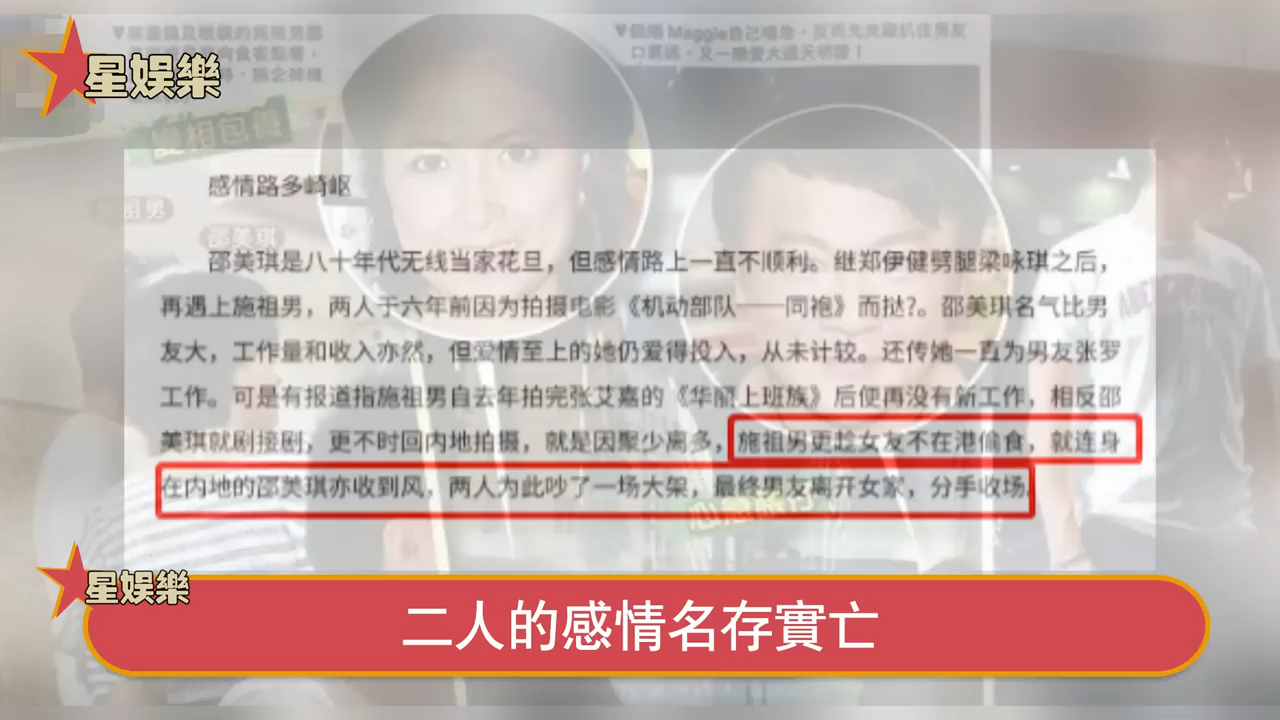 星娱樂
變相包養
邵美琪
感情路多崎岖
邵美琪是八十年代无线当家花旦，但感情路上一直不顺利。继郑伊健劈腿梁咏琪之后，
再遇上施祖男，两人于六年前因为拍摄电影《机动部队——同袍》而挞?。邵美琪名气比男
友大，工作量和收入亦然，但爱情至上的她仍爱得投入，从未计较。还传她一直为男友张罗
工作。可是有报道指施祖男自去年拍完张艾嘉的《华丽上班族》后便再没有新工作，相反邵
美琪就剧接剧，更不时回内地拍摄，就是因聚少离多，施祖男更趁女友不在港偷食，就连身
在内地的邵美琪亦收到风，两人为此吵了一场大架，最终男友离开女家，分手收场。
星娱樂
二人的感情名存實亡